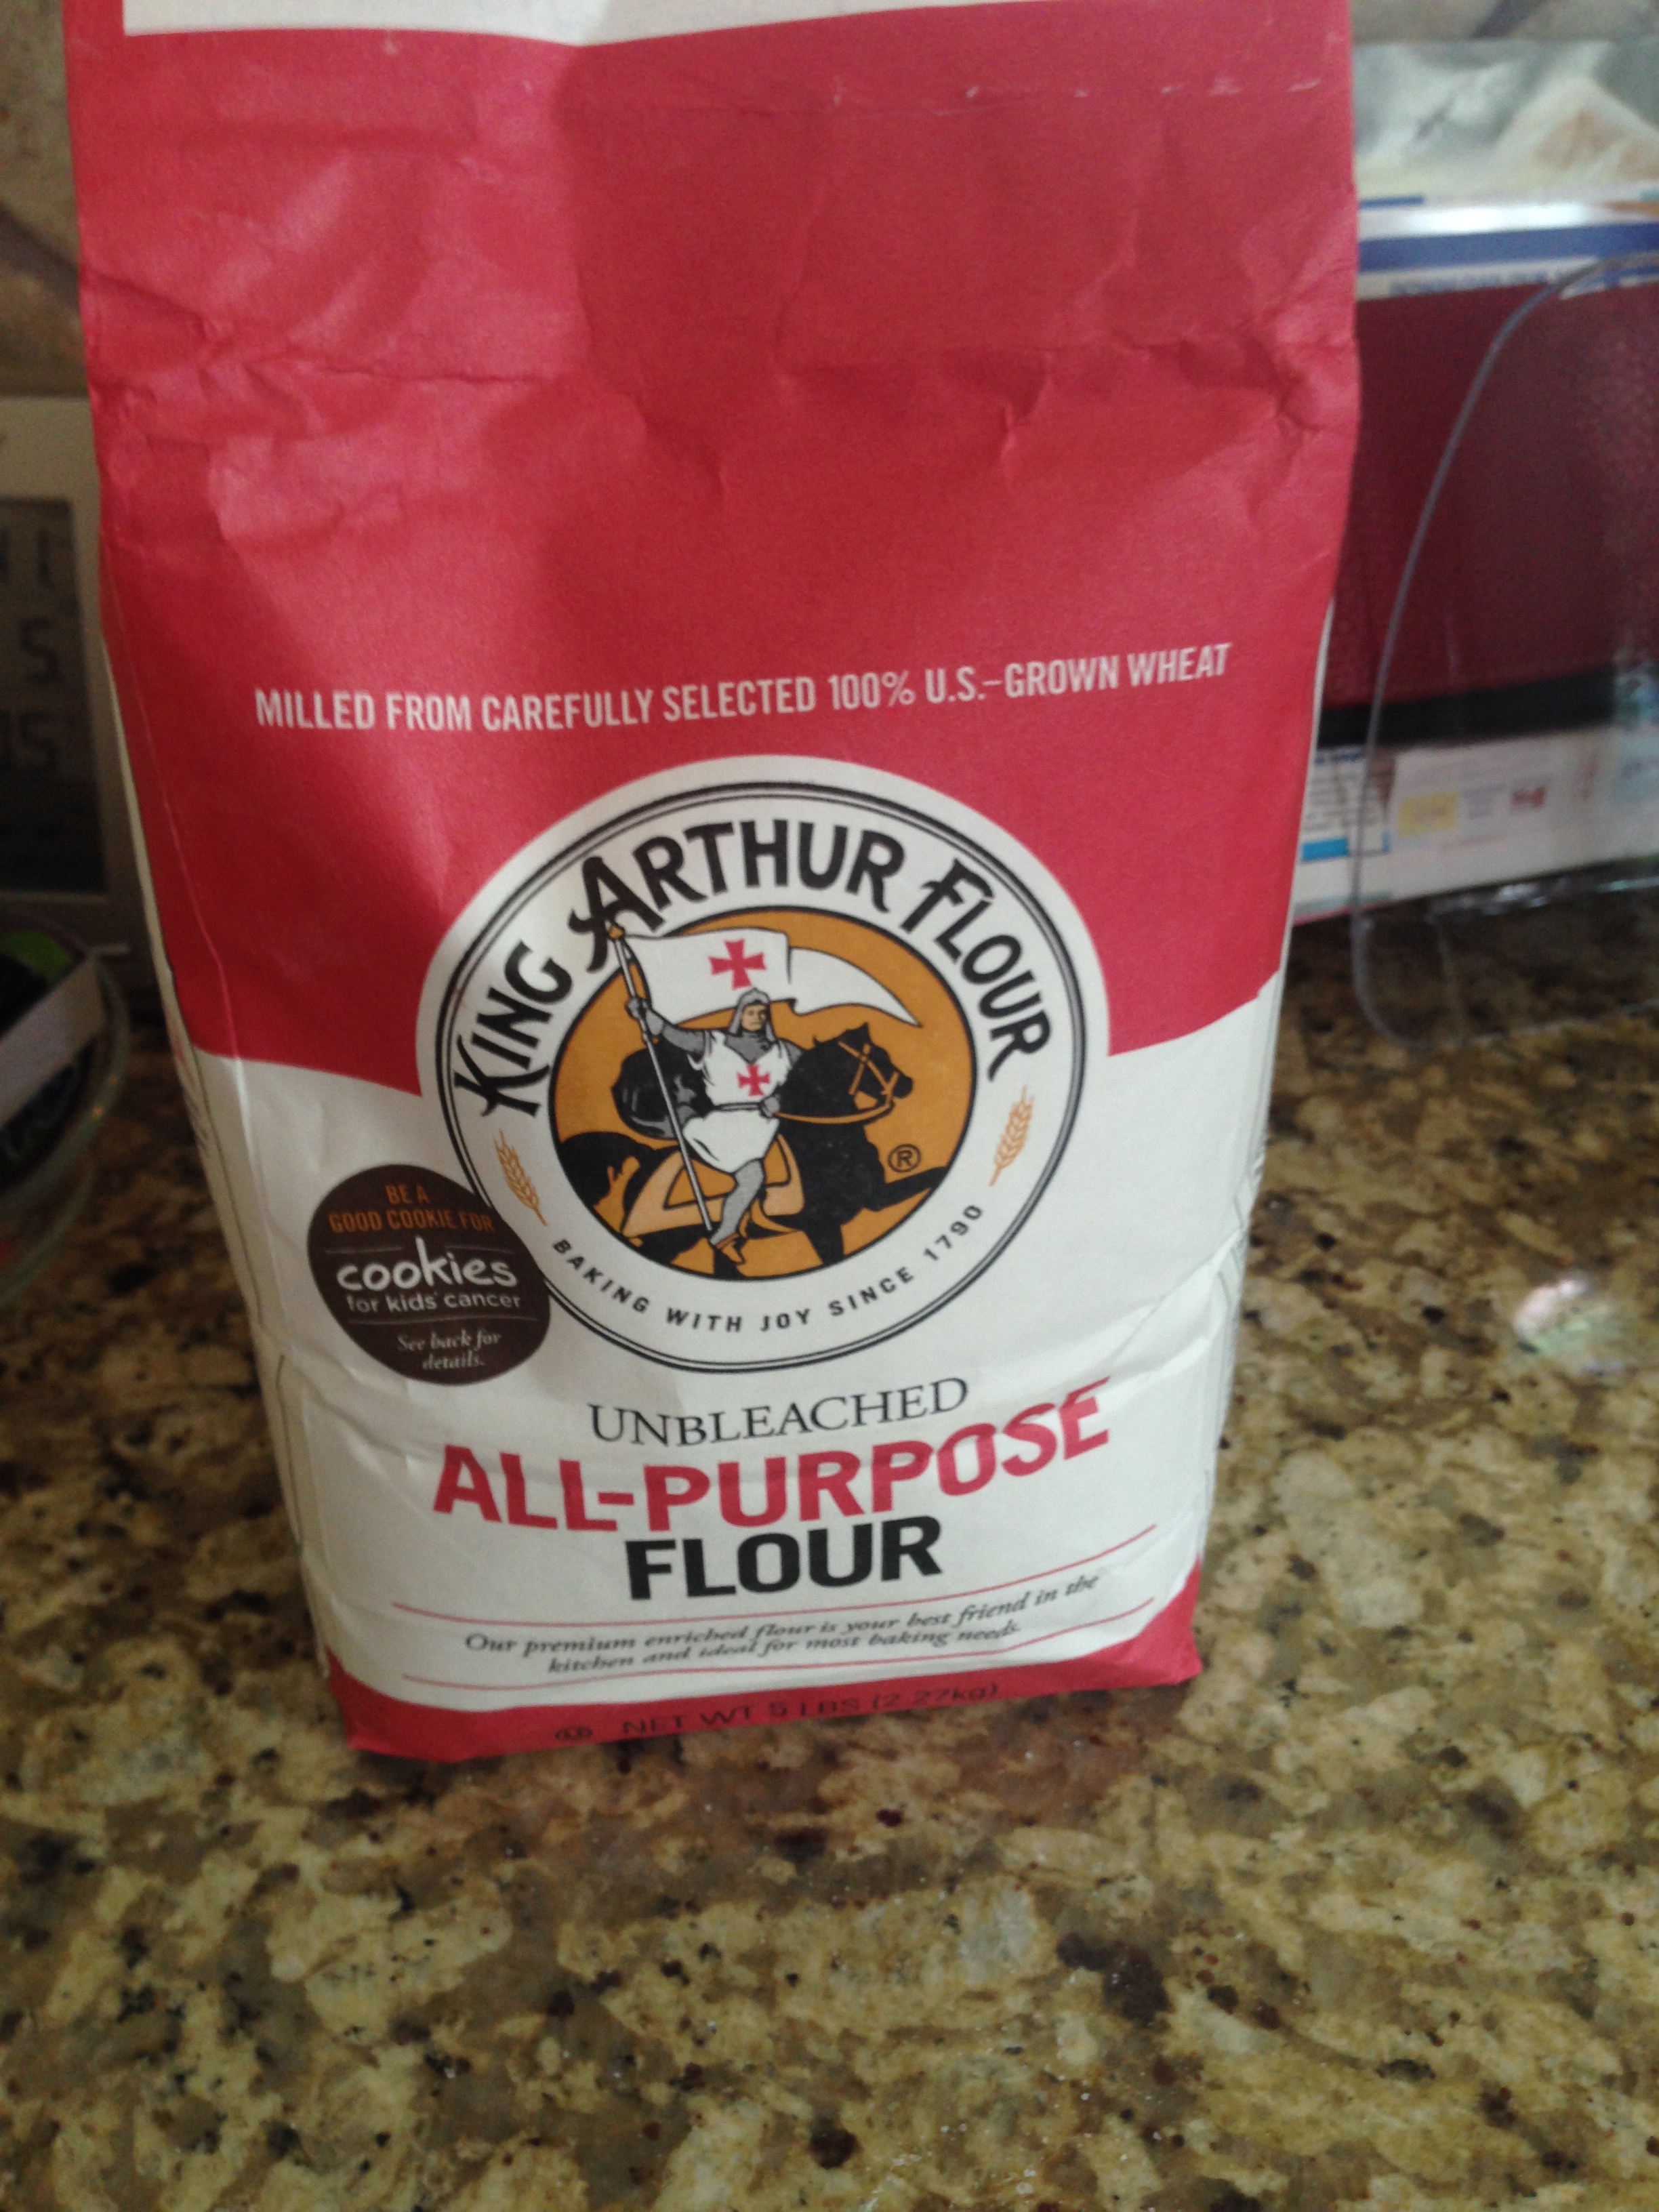 MILLED FROM CAREFULLY SELECTED 100% U.S.-GROWN WHEAT
KING ARTHUR FLOUR
®
BAKING WITH JOY SINCE 1790
BE A
GOOD COOKIE FOR
cookies
for kids' cancer
See back for
details.
UNBLEACHED
ALL-PURPOSE
FLOUR
Our premium enriched flour is your best friend in the
kitchen and ideal for most baking needs.
NET WT 5 LBS (2.27kg)